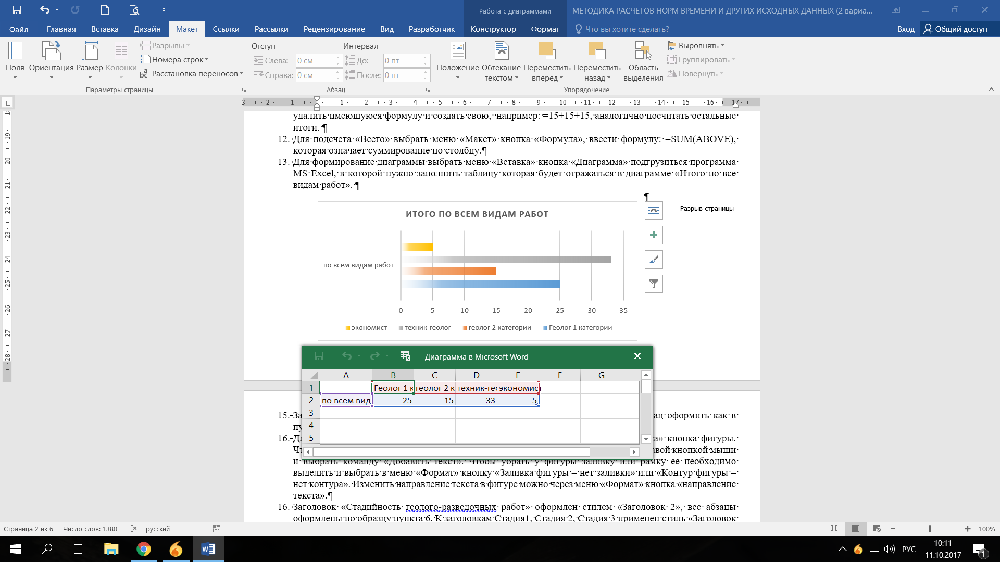 Работа с диаграммами
МЕТОДИКА РАСЧЕТОВ НОРМ ВРЕМЕНИ И ДРУГИХ ИСХОДНЫХ ДАННЫХ (2 вариа...
Файл Главная Вставка Дизайн Макет Ссылки Рассылки Рецензирование Вид Разработчик Конструктор Формат Что вы хотите сделать? Вход Общий доступ
Поля
Ориентация
Размер
Колонки
Разрывы
Номера строк
Расстановка переносов
Параметры страницы
Отступ
Слева: 0 см
Справа: 0 см
Интервал
До: 0 пт
После: 0 пт
Абзац
Положение
Обтекание текстом
Переместить вперед
Переместить назад
Область выделения
Выровнять
Группировать
Повернуть
Упорядочение
3 2 1 1 2 3 4 5 6 7 8 9 10 11 12 13 14 15 16 17
19 20 21 22 23 24 25 26 27 28
удалить имеющуюся формулу и создать свою, например: =15+15+15, аналогично посчитать остальные
итоги. ¶
12. Для подсчета «Всего» выбрать меню «Макет» кнопка «Формула», ввести формулу: =SUM(ABOVE),
которая означает суммирование по столбцу.¶
13. Для формирование диаграммы выбрать меню «Вставка» кнопка «Диаграмма» подгрузиться программа
MS Excel, в которой нужно заполнить таблицу которая будет отражаться в диаграмме «Итого по все
видам работ». ¶
¶
Разрыв страницы
ИТОГО ПО ВСЕМ ВИДАМ РАБОТ
по всем видам работ
0 5 10 15 20 25 30 35
экономист техник-геолог геолог 2 категории Геолог 1 категории
Диаграмма в Microsoft Word
A B C D E F G
1 Геолог 1 к геолог 2 к техник-гео экономист
2 по всем вид 25 15 33 5
3
4
5
15. За ац оформить как в
пу
16. Дл ка» кнопка фигуры.
Чт авой кнопкой мыши
и выбрать команду «Добавить текст». Чтобы убрать у фигуры заливку или рамку ее необходимо
выделить и выбрать в меню «Формат» кнопку «Заливка фигуры – нет заливки» или «Контур фигуры –
нет контура». Изменить направление текста в фигуре можно через меню «Формат» кнопка «направление
текста».¶
16. Заголовок «Стадийность геолого-разведочных работ» оформлен стилем «Заголовок 2», все абзацы
оформлены по образцу пункта 6. К заголовкам Стадия1, Стадия 2, Стадия 3 применен стиль «Заголовок
Страница 2 из 6 Число слов: 1380 русский 100%
РУС
10:11
11.10.2017
1